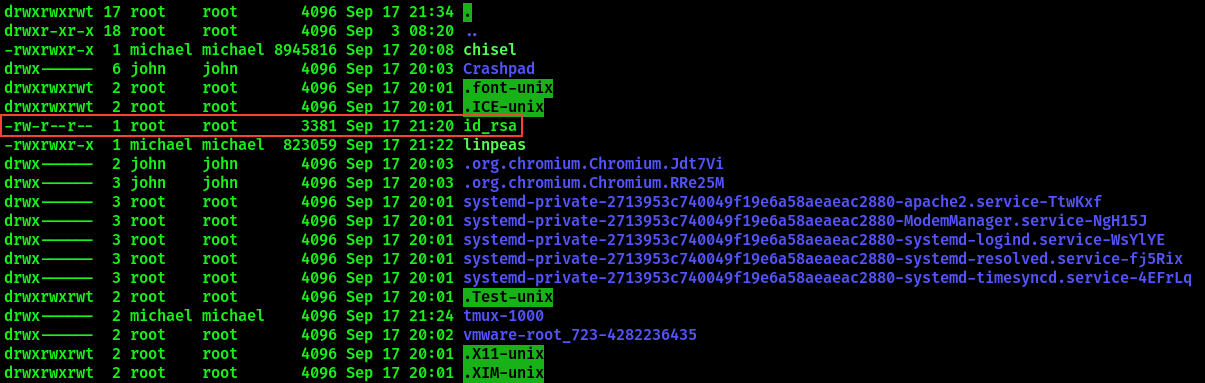 drwxrwxrwt 17 root    root       4096 Sep 17 21:34 .
drwxr-xr-x 18 root    root       4096 Sep  3 08:20 ..
-rwxrwxr-x  1 michael michael 8945816 Sep 17 20:08 chisel
drwx------  6 john    john       4096 Sep 17 20:03 Crashpad
drwxrwxrwt  2 root    root       4096 Sep 17 20:01 .font-unix
drwxrwxrwt  2 root    root       4096 Sep 17 20:01 .ICE-unix
-rw-r--r--  1 root    root       3381 Sep 17 21:20 id_rsa
-rwxrwxr-x  1 michael michael  823059 Sep 17 21:22 linpeas
drwx------  2 john    john       4096 Sep 17 20:03 .org.chromium.Chromium.Jdt7Vi
drwx------  3 john    john       4096 Sep 17 20:03 .org.chromium.Chromium.RRe25M
drwx------  3 root    root       4096 Sep 17 20:01 systemd-private-2713953c740049f19e6a58aeaeac2880-apache2.service-TtwKxf
drwx------  3 root    root       4096 Sep 17 20:01 systemd-private-2713953c740049f19e6a58aeaeac2880-ModemManager.service-NgH15J
drwx------  3 root    root       4096 Sep 17 20:01 systemd-private-2713953c740049f19e6a58aeaeac2880-systemd-logind.service-WsYlYE
drwx------  3 root    root       4096 Sep 17 20:01 systemd-private-2713953c740049f19e6a58aeaeac2880-systemd-resolved.service-fj5Rix
drwx------  3 root    root       4096 Sep 17 20:01 systemd-private-2713953c740049f19e6a58aeaeac2880-systemd-timesyncd.service-4EFrLq
drwxrwxrwt  2 root    root       4096 Sep 17 20:01 .Test-unix
drwx------  2 michael michael    4096 Sep 17 21:24 tmux-1000
drwx------  2 root    root       4096 Sep 17 20:02 vmware-root_723-4282236435
drwxrwxrwt  2 root    root       4096 Sep 17 20:01 .X11-unix
drwxrwxrwt  2 root    root       4096 Sep 17 20:01 .XIM-unix